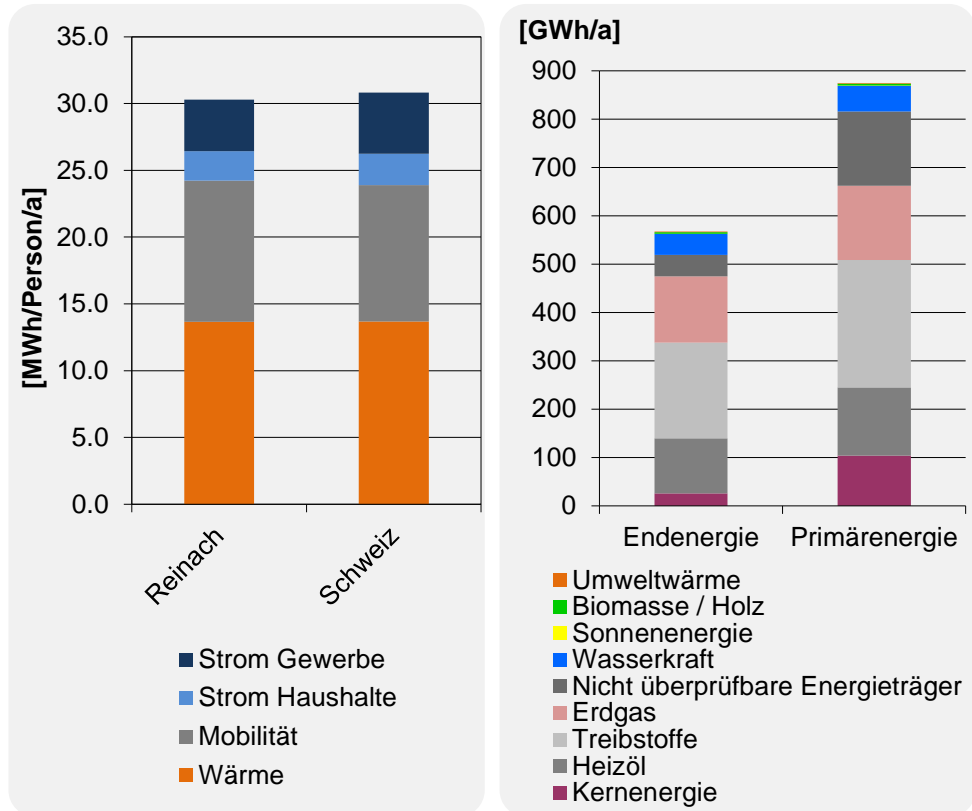 [MWh/Person/a]
35.0
30.0
25.0
20.0
15.0
10.0
5.0
0.0
Reinach
Schweiz
Strom Gewerbe
Strom Haushalte
Mobilität
Wärme
[GWh/a]
900
800
700
600
500
400
300
200
100
0
Endenergie Primärenergie
Umweltwärme
Biomasse / Holz
Sonnenenergie
Wasserkraft
Nicht überprüfbare Energieträger
Erdgas
Treibstoffe
Heizöl
Kernenergie